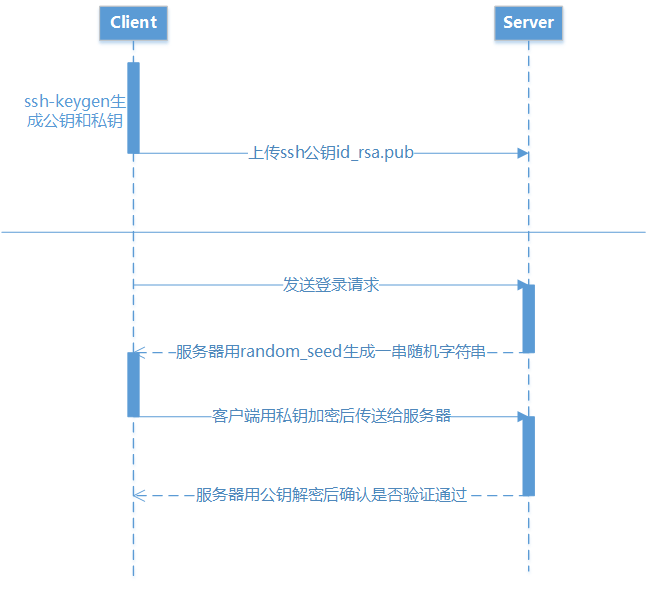 Client
Server
ssh-keygen生
成公钥和私钥
上传ssh公钥id_rsa.pub
发送登录请求
服务器用random_seed生成一串随机字符串
客户端用私钥加密后传送给服务器
服务器用公钥解密后确认是否验证通过